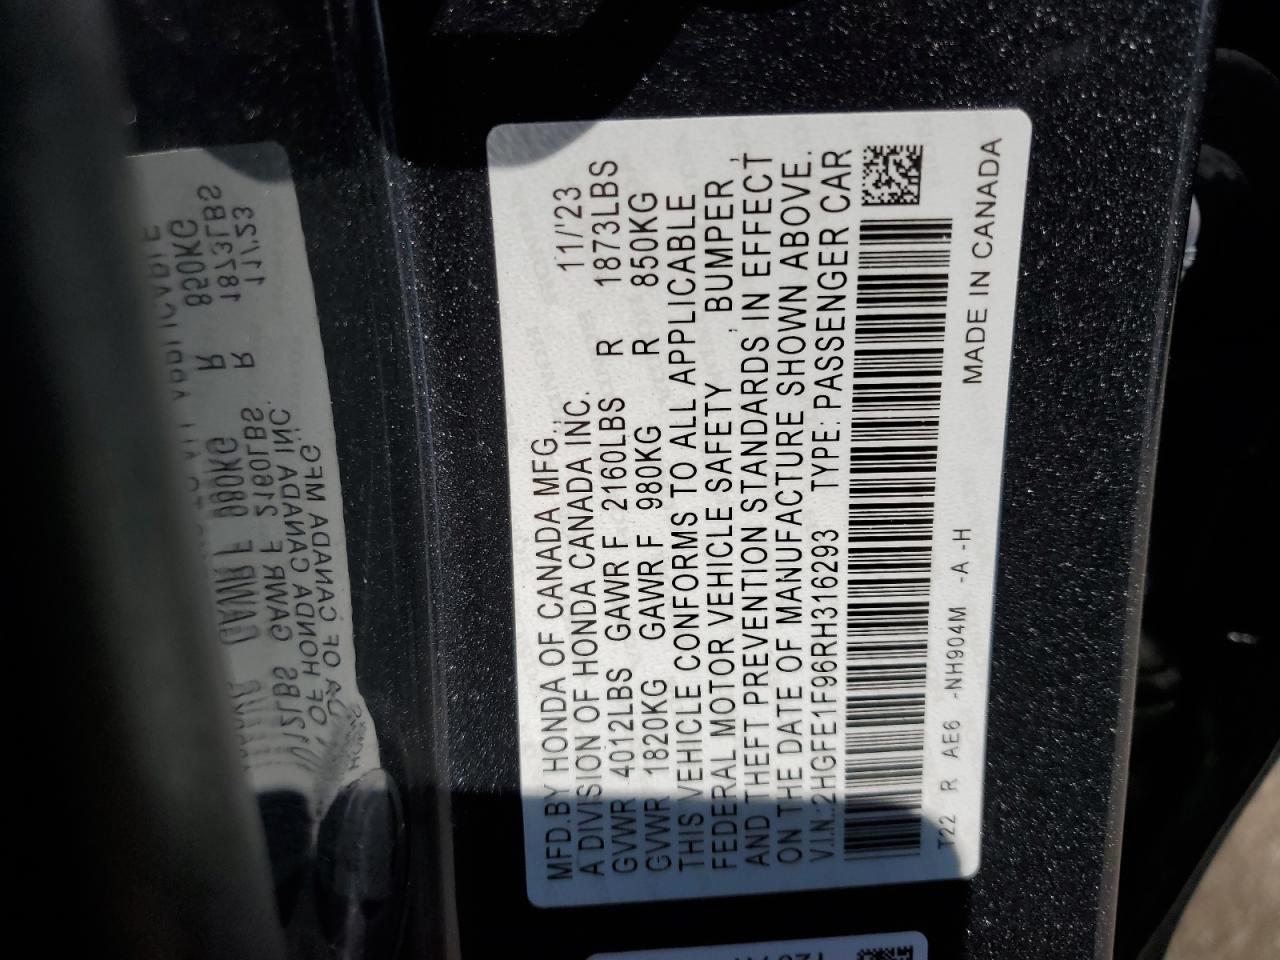 MFD.BY HONDA OF CANADA MFG., 11/'23
A DIVISION OF HONDA CANADA INC.
GVWR 4012LBS GAWR F 2160LBS R 1873LBS
GVWR 1820KG GAWR F 980KG R 850KG
THIS VEHICLE CONFORMS TO ALL APPLICABLE
FEDERAL MOTOR VEHICLE SAFETY, BUMPER,
AND THEFT PREVENTION STANDARDS IN EFFECT
ON THE DATE OF MANUFACTURE SHOWN ABOVE.
V.I.N.:2HGFE1F96RH316293 TYPE: PASSENGER CAR
T22 R AE6 -NH904M -A -H
MADE IN CANADA